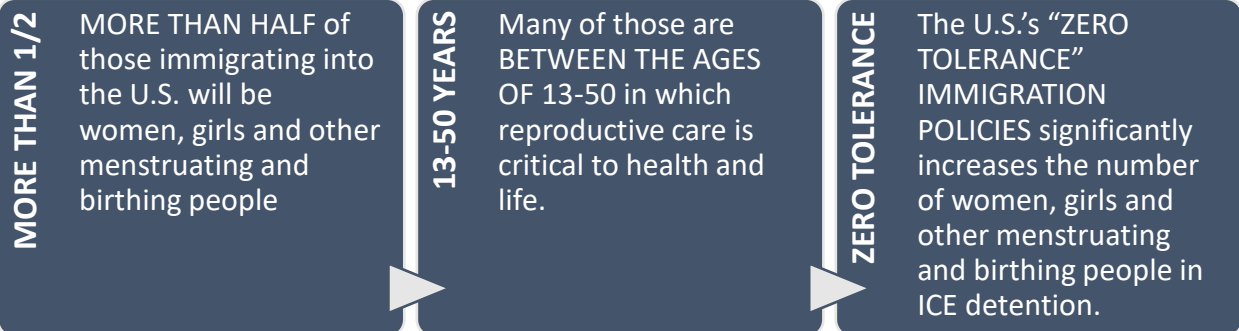 MORE THAN 1/2
MORE THAN HALF of
those immigrating into
the U.S. will be
women, girls and other
menstruating and
birthing people
13-50 YEARS
Many of those are
BETWEEN THE AGES
OF 13-50 in which
reproductive care is
critical to health and
life.
ZERO TOLERANCE
The U.S.’s “ZERO
TOLERANCE”
IMMIGRATION
POLICIES significantly
increases the number
of women, girls and
other menstruating
and birthing people in
ICE detention.